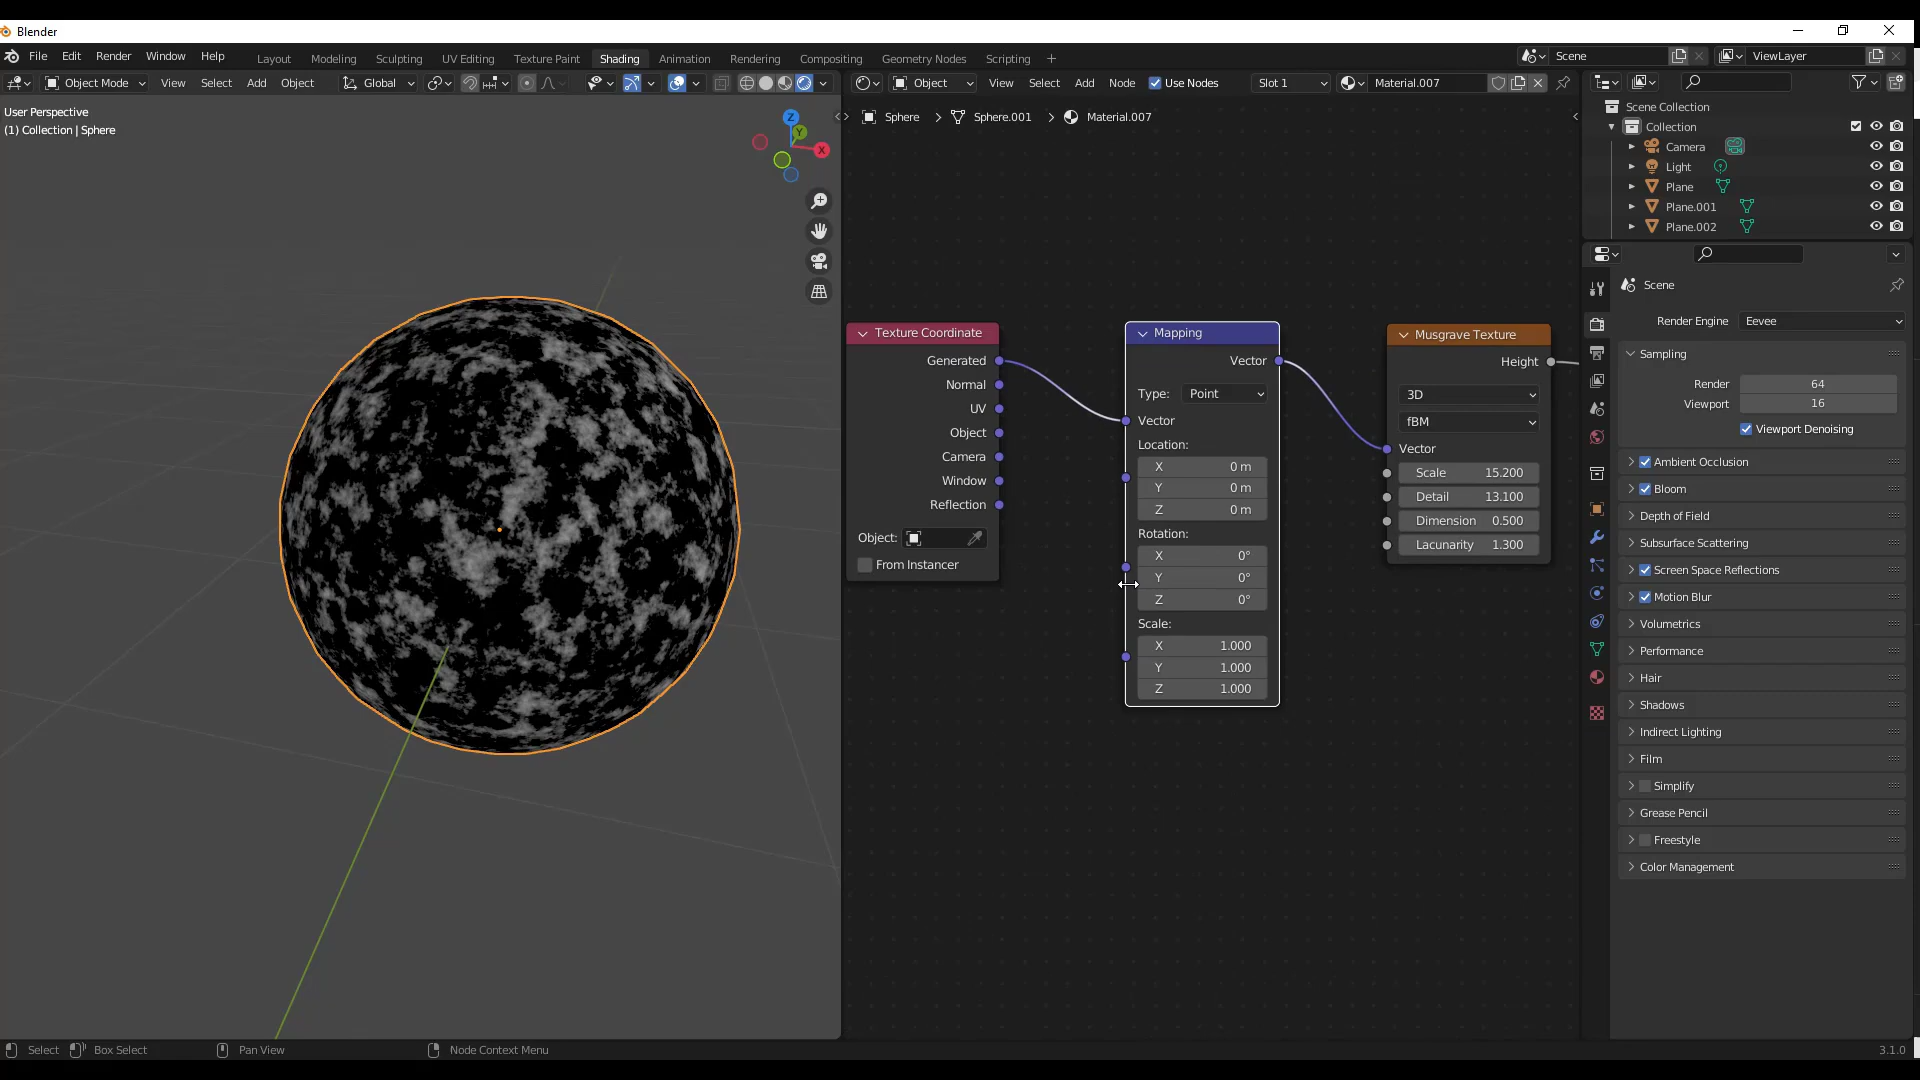 Blender
File Edit Render Window Help
Layout Modeling Sculpting UV Editing Texture Paint Shading Animation Rendering Compositing Geometry Nodes Scripting +
Scene
ViewLayer
Object Mode View Select Add Object Global
Object View Select Add Node Use Nodes Slot 1 Material.007
User Perspective
(1) Collection | Sphere
Z
Y
X
Sphere > Sphere.001 > Material.007
Scene Collection
Collection
Camera
Light
Plane
Plane.001
Plane.002
Texture Coordinate
Generated
Normal
UV
Object
Camera
Window
Reflection
Object:
From Instancer
Mapping
Vector
Type: Point
Vector
Location:
X 0 m
Y 0 m
Z 0 m
Rotation:
X 0°
Y 0°
Z 0°
Scale:
X 1.000
Y 1.000
Z 1.000
Musgrave Texture
Height
3D
fBM
Vector
Scale 15.200
Detail 13.100
Dimension 0.500
Lacunarity 1.300
Scene
Render Engine Eevee
Sampling
Render 64
Viewport 16
Viewport Denoising
Ambient Occlusion
Bloom
Depth of Field
Subsurface Scattering
Screen Space Reflections
Motion Blur
Volumetrics
Performance
Hair
Shadows
Indirect Lighting
Film
Simplify
Grease Pencil
Freestyle
Color Management
Select Box Select Pan View Node Context Menu 3.1.0